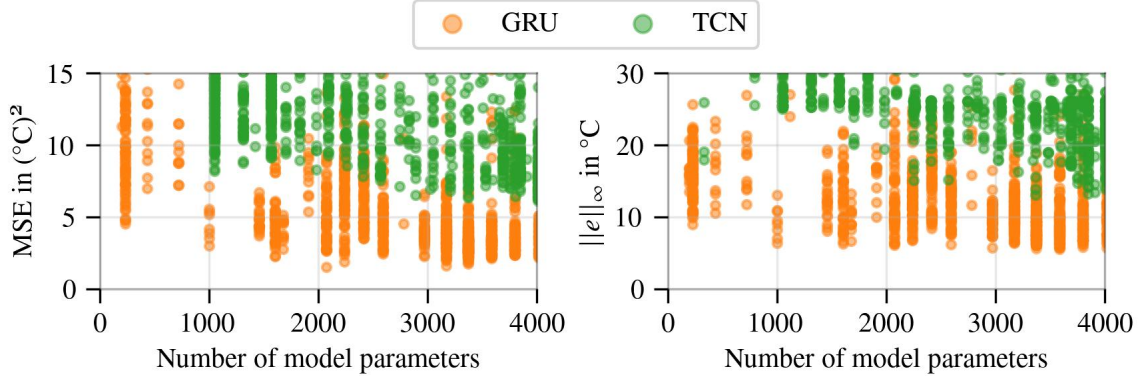 GRU TCN
15
10
5
0
MSE in (°C)²
0 1000 2000 3000 4000
Number of model parameters
30
20
10
0
||e||∞ in °C
0 1000 2000 3000 4000
Number of model parameters